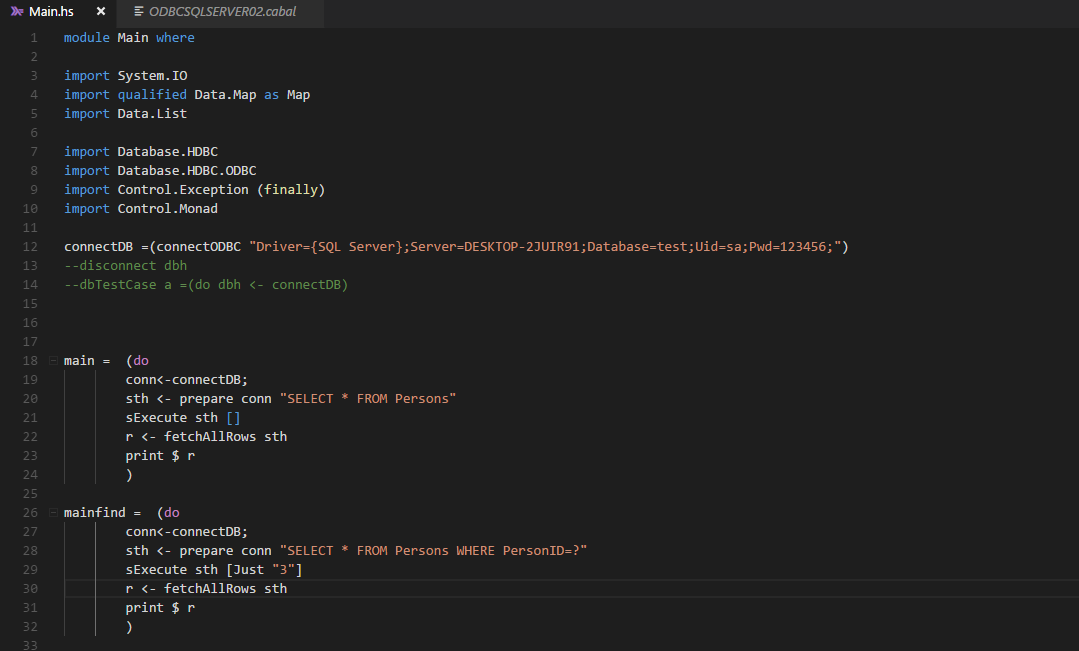 Main.hs × ODBCSQLSERVER02.cabal
1 module Main where
2
3 import System.IO
4 import qualified Data.Map as Map
5 import Data.List
6
7 import Database.HDBC
8 import Database.HDBC.ODBC
9 import Control.Exception (finally)
10 import Control.Monad
11
12 connectDB =(connectODBC "Driver={SQL Server};Server=DESKTOP-2JUIR91;Database=test;Uid=sa;Pwd=123456;")
13 --disconnect dbh
14 --dbTestCase a =(do dbh <- connectDB)
15
16
17
18 main =  (do
19         conn<-connectDB;
20         sth <- prepare conn "SELECT * FROM Persons"
21         sExecute sth []
22         r <- fetchAllRows sth
23         print $ r
24         )
25
26 mainfind =  (do
27         conn<-connectDB;
28         sth <- prepare conn "SELECT * FROM Persons WHERE PersonID=?"
29         sExecute sth [Just "3"]
30         r <- fetchAllRows sth
31         print $ r
32         )
33